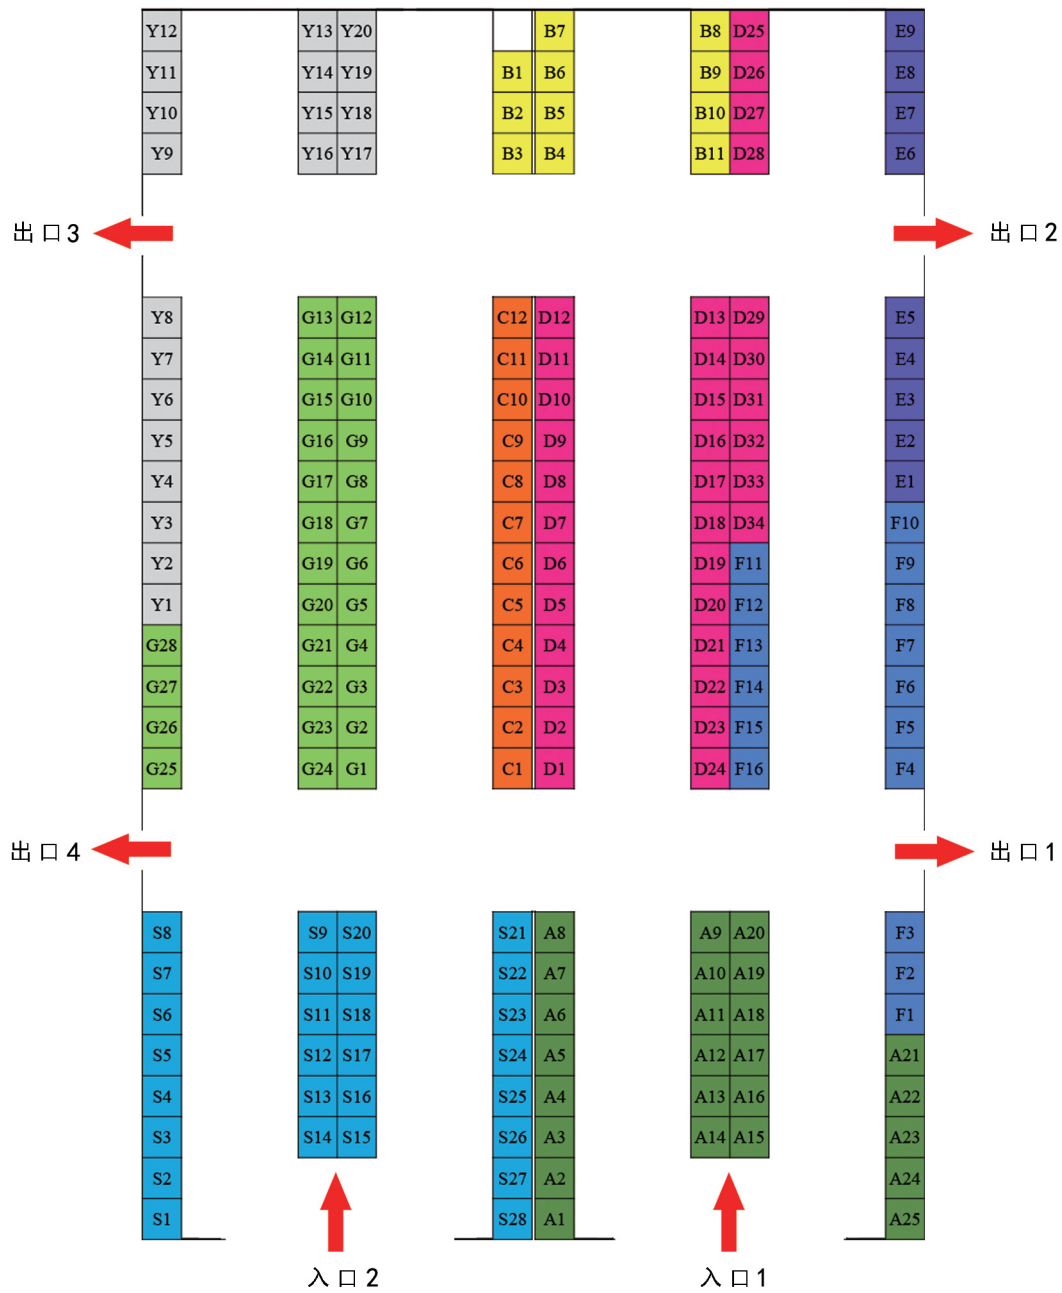 Y12 Y13 Y20 B7 B8 D25 E9
Y11 Y14 Y19 B1 B6 B9 D26 E8
Y10 Y15 Y18 B2 B5 B10 D27 E7
Y9 Y16 Y17 B3 B4 B11 D28 E6
出口3 出口2
Y8 G13 G12 C12 D12 D13 D29 E5
Y7 G14 G11 C11 D11 D14 D30 E4
Y6 G15 G10 C10 D10 D15 D31 E3
Y5 G16 G9 C9 D9 D16 D32 E2
Y4 G17 G8 C8 D8 D17 D33 E1
Y3 G18 G7 C7 D7 D18 D34 F10
Y2 G19 G6 C6 D6 D19 F11 F9
Y1 G20 G5 C5 D5 D20 F12 F8
G28 G21 G4 C4 D4 D21 F13 F7
G27 G22 G3 C3 D3 D22 F14 F6
G26 G23 G2 C2 D2 D23 F15 F5
G25 G24 G1 C1 D1 D24 F16 F4
出口4 出口1
S8 S9 S20 S21 A8 A9 A20 F3
S7 S10 S19 S22 A7 A10 A19 F2
S6 S11 S18 S23 A6 A11 A18 F1
S5 S12 S17 S24 A5 A12 A17 A21
S4 S13 S16 S25 A4 A13 A16 A22
S3 S14 S15 S26 A3 A14 A15 A23
S2 S27 A2 A24
S1 S28 A1 A25
入口2 入口1